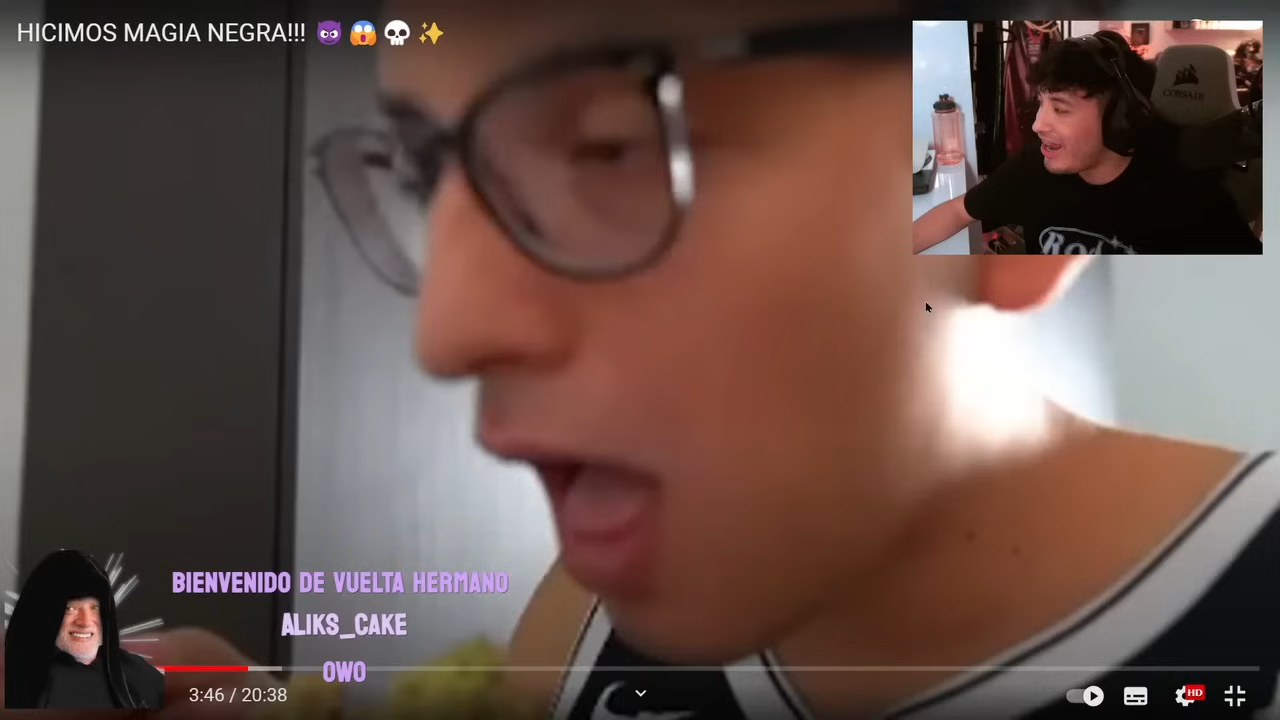 HICIMOS MAGIA NEGRA!!! 😈 😱 💀 ✨
CORSAIR
BIENVENIDO DE VUELTA HERMANO
ALIKS_CAKE
OWO
3:46 / 20:38
HD